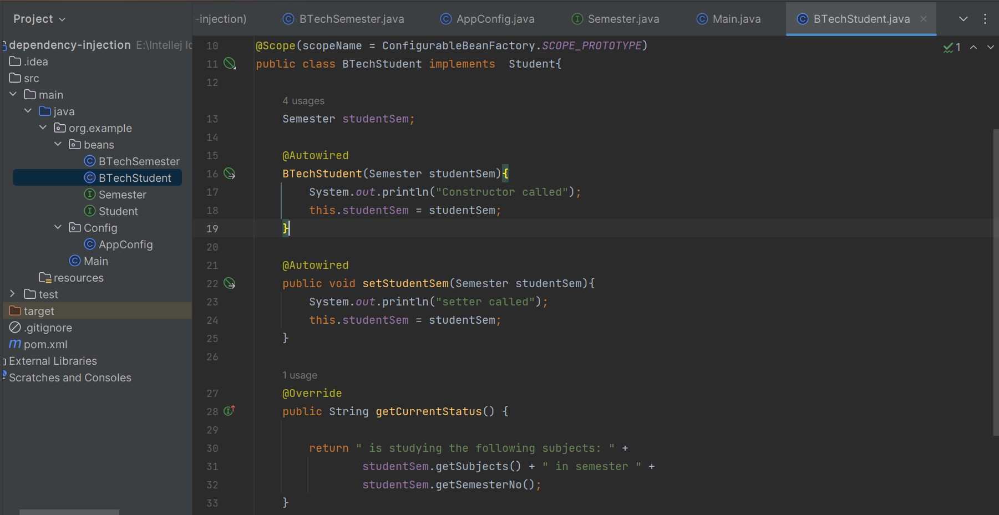 Project
-injection)
BTechSemester.java
AppConfig.java
Semester.java
Main.java
BTechStudent.java
dependency-injection E:\Intellej Ic
.idea
src
main
java
org.example
beans
BTechSemester
BTechStudent
Semester
Student
Config
AppConfig
Main
resources
test
target
.gitignore
pom.xml
External Libraries
Scratches and Consoles
1
10 @Scope(scopeName = ConfigurableBeanFactory.SCOPE_PROTOTYPE)
11 public class BTechStudent implements  Student{
12
4 usages
13 Semester studentSem;
14
15 @Autowired
16 BTechStudent(Semester studentSem){
17 System.out.println("Constructor called");
18 this.studentSem = studentSem;
19 }
20
21 @Autowired
22 public void setStudentSem(Semester studentSem){
23 System.out.println("setter called");
24 this.studentSem = studentSem;
25 }
26
1 usage
27 @Override
28 public String getCurrentStatus() {
29
30 return " is studying the following subjects: " +
31 studentSem.getSubjects() + " in semester " +
32 studentSem.getSemesterNo();
33 }